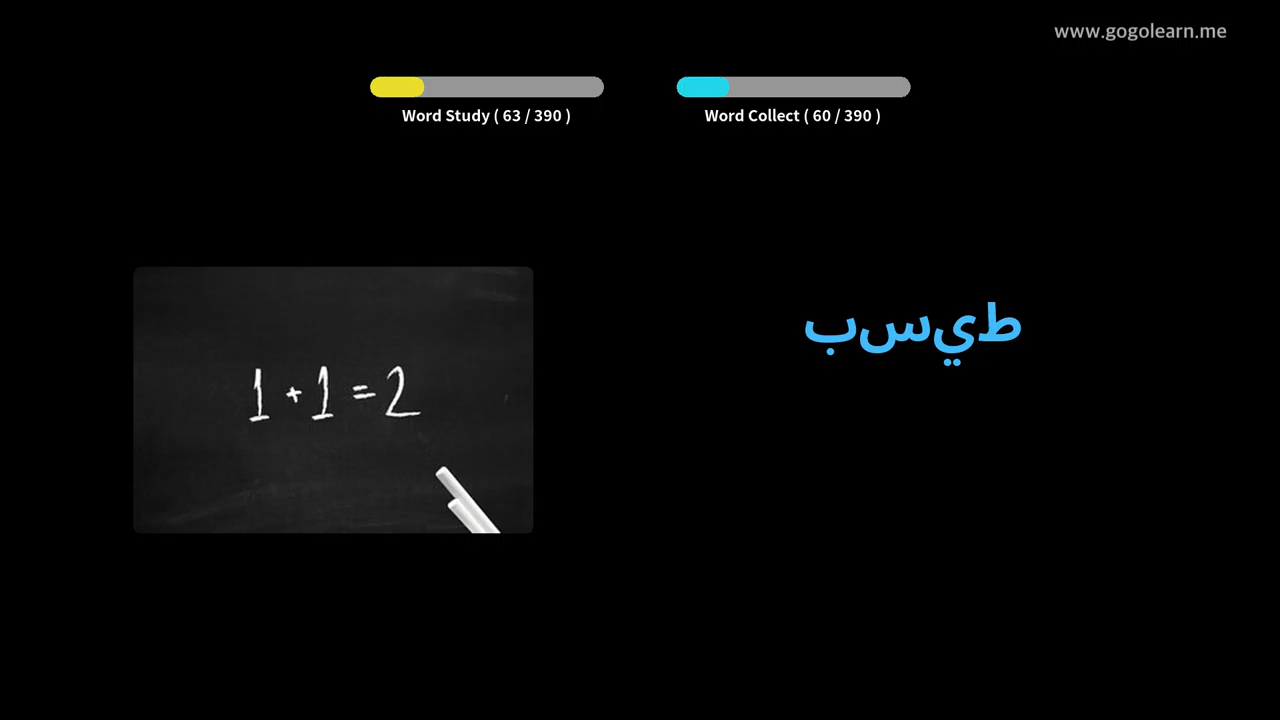 www.gogolearn.me
Word Study ( 63 / 390 )
Word Collect ( 60 / 390 )
1 + 1 = 2
طيسب